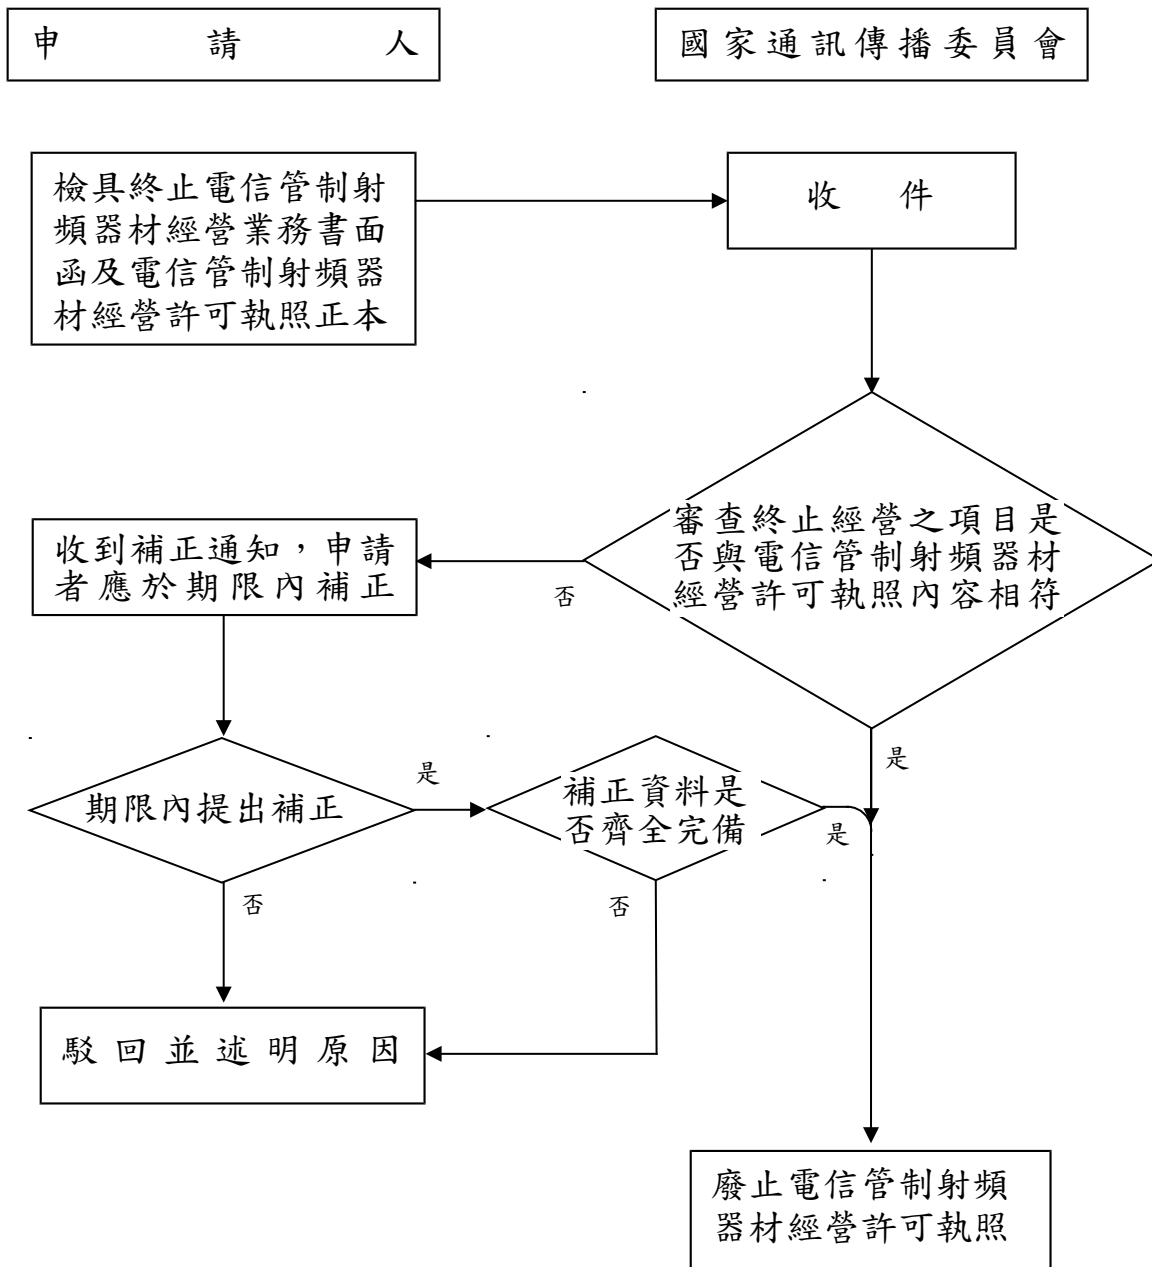 申請人
國家通訊傳播委員會
檢具終止電信管制射
頻器材經營業務書面
函及電信管制射頻器
材經營許可執照正本
收件
審查終止經營之項目是
否與電信管制射頻器材
經營許可執照內容相符
否
收到補正通知，申請
者應於期限內補正
是
期限內提出補正
是
補正資料是
否齊全完備
是
否
否
駁回並述明原因
廢止電信管制射頻
器材經營許可執照